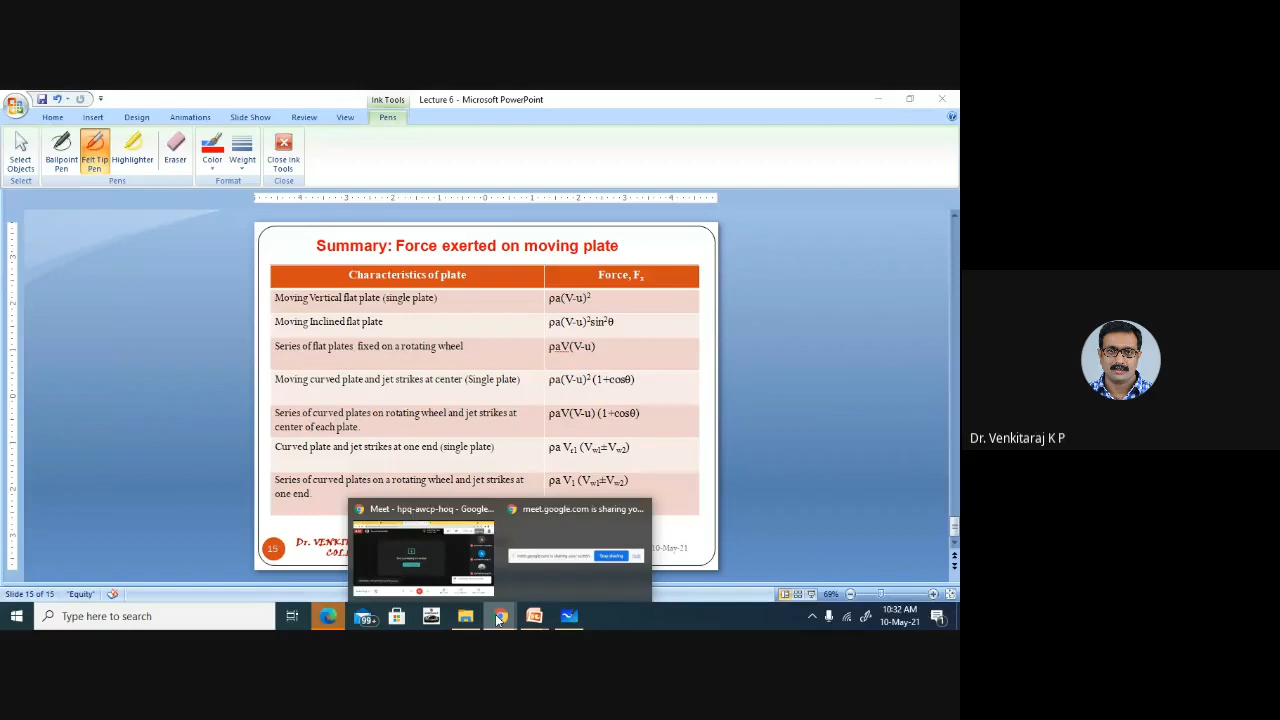 Ink Tools
Lecture 6 - Microsoft PowerPoint
Home Insert Design Animations Slide Show Review View Pens
Select Objects
Ballpoint Pen
Felt Tip Pen
Highlighter
Eraser
Color
Weight
Close Ink Tools
Select Pens Format Close
Summary: Force exerted on moving plate
Characteristics of plate Force, Fx
Moving Vertical flat plate (single plate) ρa(V-u)²
Moving Inclined flat plate ρa(V-u)²sin²θ
Series of flat plates fixed on a rotating wheel ρaV(V-u)
Moving curved plate and jet strikes at center (Single plate) ρa(V-u)² (1+cosθ)
Series of curved plates on rotating wheel and jet strikes at center of each plate. ρaV(V-u) (1+cosθ)
Curved plate and jet strikes at one end (single plate) ρa Vr1 (Vw1±Vw2)
Series of curved plates on a rotating wheel and jet strikes at one end. ρa V1 (Vw1±Vw2)
Meet - hpq-awcp-hoq - Google...
meet.google.com is sharing yo...
Stop sharing
15
10-May-21
Slide 15 of 15 "Equity" 69%
Type here to search
99+
10:32 AM
10-May-21
Dr. Venkitaraj K P